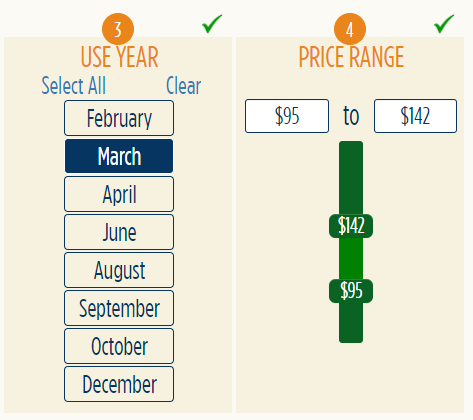 3
USE YEAR
Select All Clear
February
March
April
June
August
September
October
December
4
PRICE RANGE
$95 to $142
$142
$95